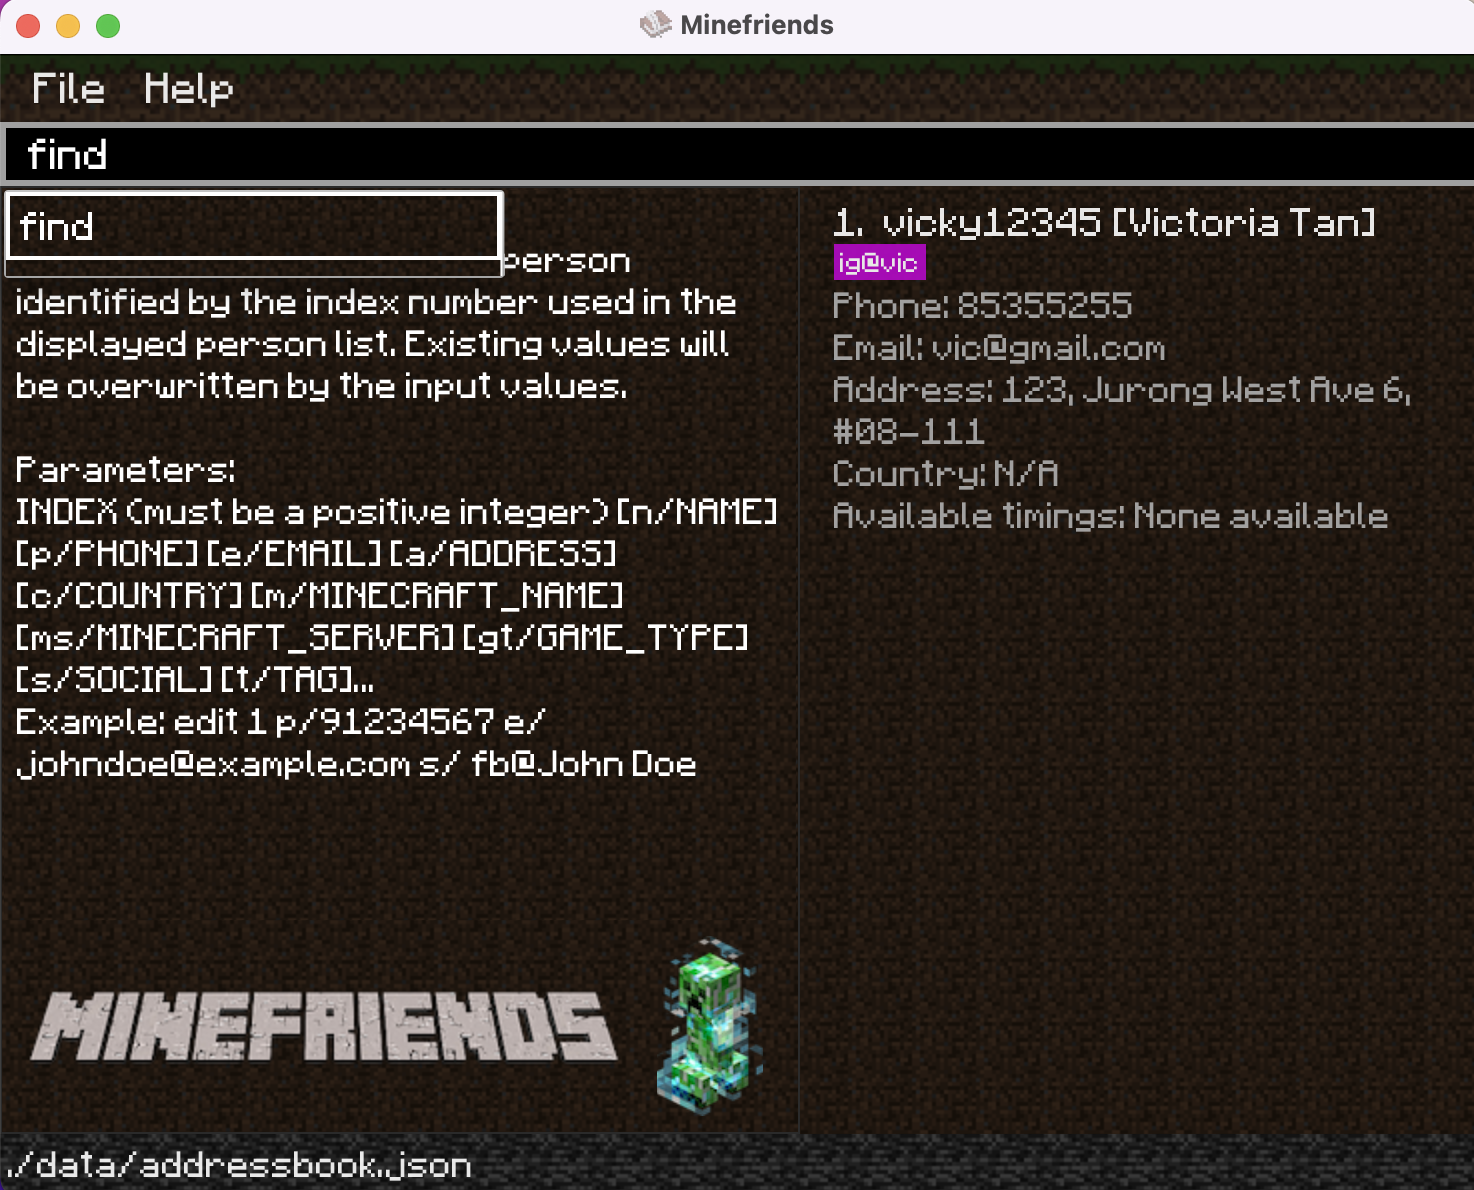 Minefriends
File Help
find
find
person
identified by the index number used in the
displayed person list. Existing values will
be overwritten by the input values.
Parameters:
INDEX (must be a positive integer) [n/NAME]
[p/PHONE] [e/EMAIL] [a/ADDRESS]
[c/COUNTRY] [m/MINECRAFT_NAME]
[ms/MINECRAFT_SERVER] [gt/GAME_TYPE]
[s/SOCIAL] [t/TAG]...
Example: edit 1 p/91234567 e/
johndoe@example.com s/ fb@John Doe
MINEFRIENDS
1. vicky12345 [Victoria Tan]
ig@vic
Phone: 85355255
Email: vic@gmail.com
Address: 123, Jurong West Ave 6,
#08-111
Country: N/A
Available timings: None available
./data/addressbook.json